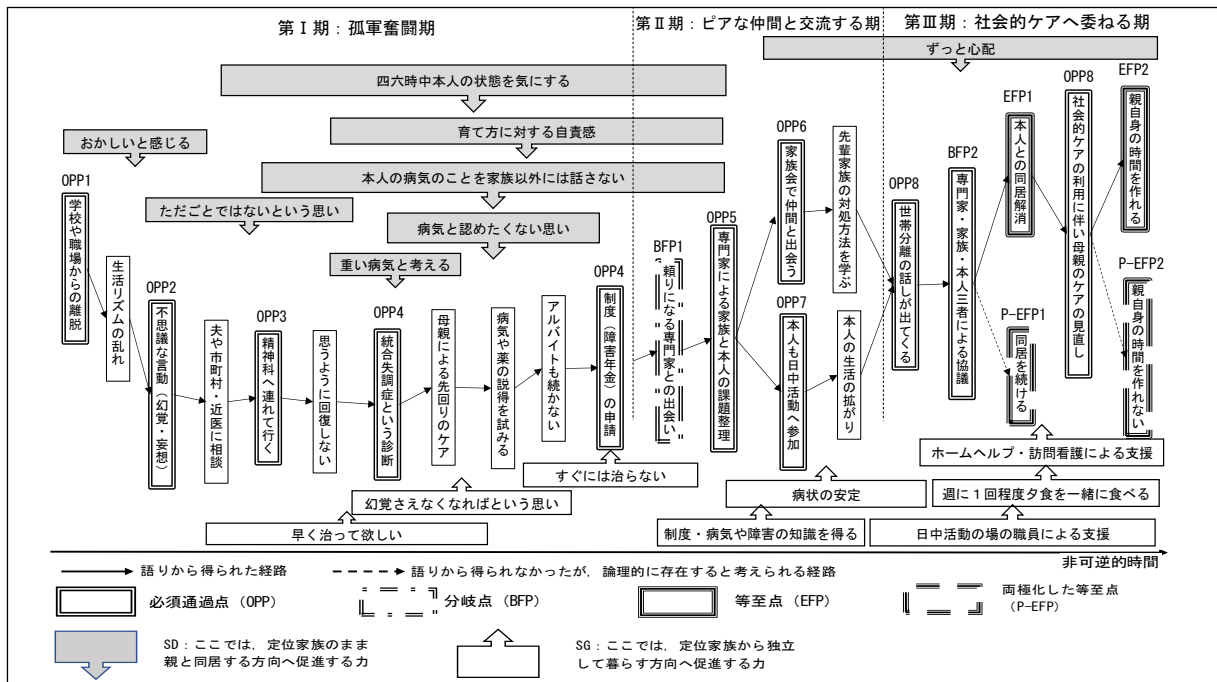 第Ⅰ期：孤軍奮闘期
第Ⅱ期：ピアな仲間と交流する期
第Ⅲ期：社会的ケアへ委ねる期
ずっと心配
四六時中本人の状態を気にする
育て方に対する自責感
おかしいと感じる
本人の病気のことを家族以外には話さない
ただごとではないという思い
病気と認めたくない思い
重い病気と考える
OPP1
学校や職場からの離脱
生活リズムの乱れ
OPP2
不思議な言動（幻覚・妄想）
夫や市町村・近医に相談
OPP3
精神科へ連れて行く
思うように回復しない
OPP4
統合失調症という診断
母親による先回りのケア
病気や薬の説得を試みる
アルバイトも続かない
OPP4
制度（障害年金）の申請
BFP1
頼りになる専門家との出会い
OPP5
専門家による家族と本人の課題整理
OPP6
家族会で仲間と出会う
先輩家族の対処方法を学ぶ
OPP7
本人も日中活動へ参加
本人の生活の拡がり
OPP8
世帯分離の話しが出てくる
BFP2
専門家・家族・本人三者による協議
EFP1
本人との同居解消
P-EFP1
同居を続ける
OPP8
社会的ケアの利用に伴い母親のケアの見直し
EFP2
親自身の時間を作れる
P-EFP2
親自身の時間を作れない
すぐには治らない
幻覚さえなくなればという思い
早く治って欲しい
病状の安定
制度・病気や障害の知識を得る
ホームヘルプ・訪問看護による支援
週に１回程度夕食を一緒に食べる
日中活動の場の職員による支援
非可逆的時間
語りから得られた経路
語りから得られなかったが，論理的に存在すると考えられる経路
必須通過点（OPP）
分岐点（BFP）
等至点（EFP）
両極化した等至点
（P-EFP）
SD：ここでは，定位家族のまま
親と同居する方向へ促進する力
SG：ここでは，定位家族から独立
して暮らす方向へ促進する力